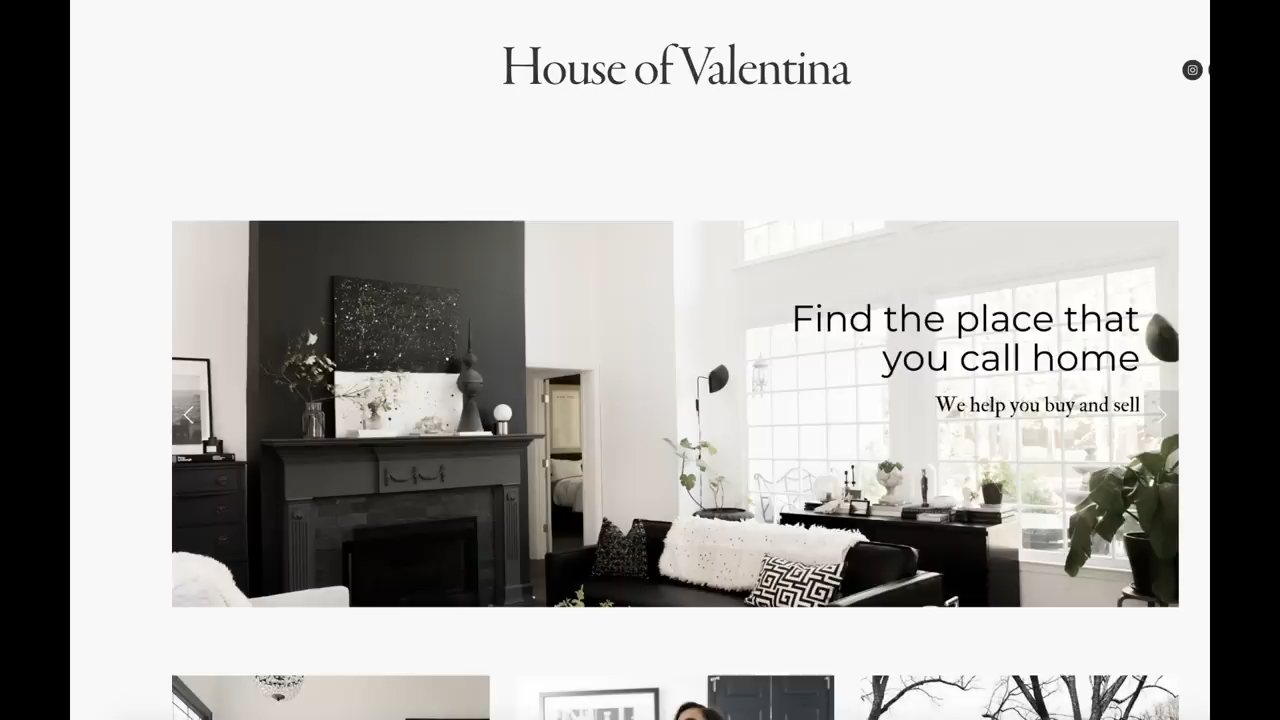 House of Valentina
Find the place that
you call home
We help you buy and sell